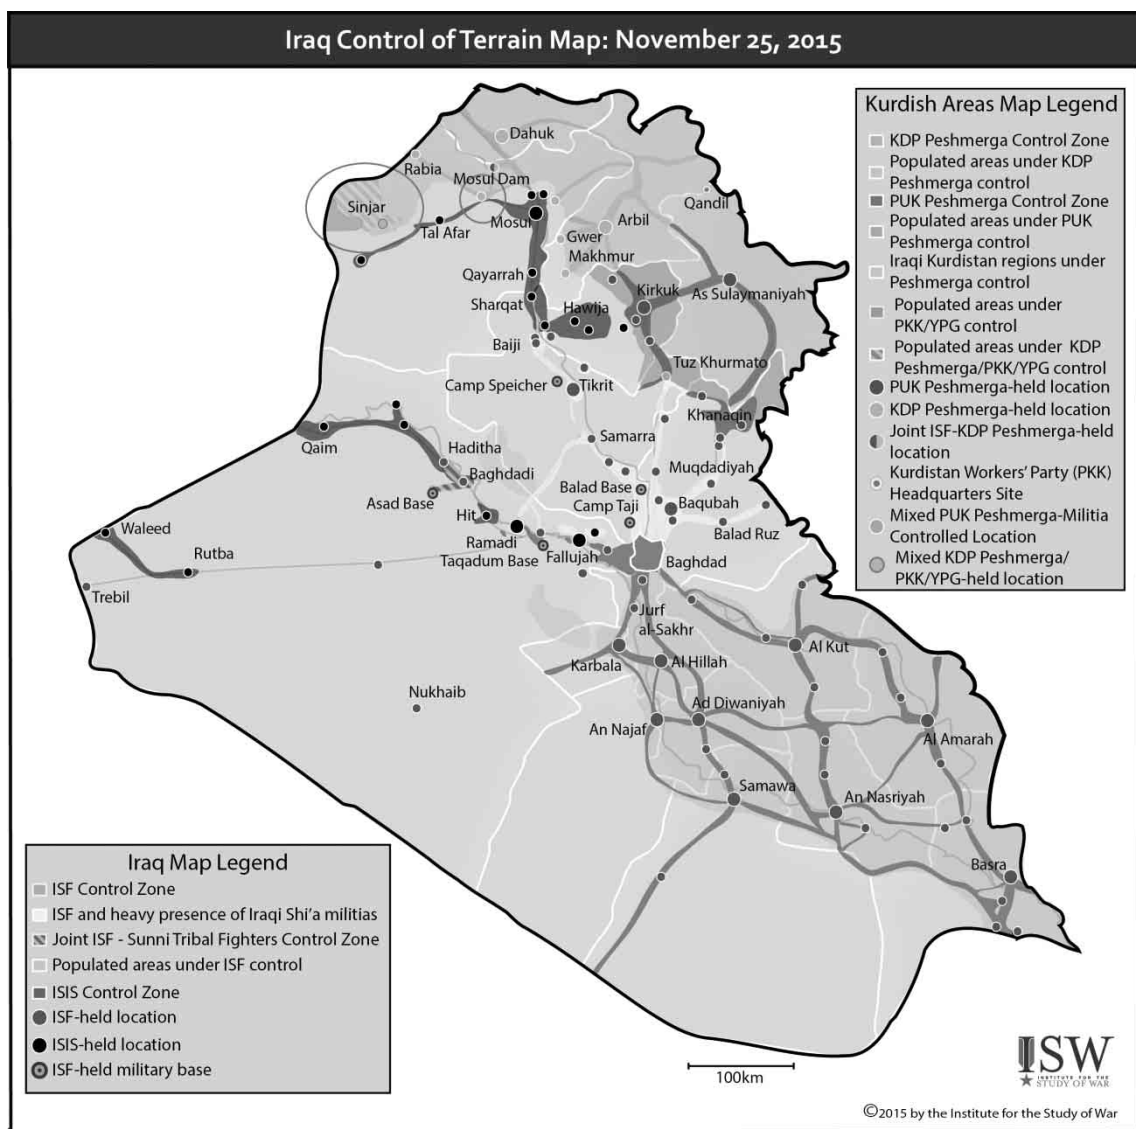 Iraq Control of Terrain Map: November 25, 2015
Kurdish Areas Map Legend
KDP Peshmerga Control Zone
Populated areas under KDP
Peshmerga control
PUK Peshmerga Control Zone
Populated areas under PUK
Peshmerga control
Iraqi Kurdistan regions under
Peshmerga control
Populated areas under
PKK/YPG control
Populated areas under KDP
Peshmerga/PKK/YPG control
PUK Peshmerga-held location
KDP Peshmerga-held location
Joint ISF-KDP Peshmerga-held
location
Kurdistan Workers' Party (PKK)
Headquarters Site
Mixed PUK Peshmerga-Militia
Controlled Location
Mixed KDP Peshmerga/
PKK/YPG-held location
Dahuk
Rabia
Mosul Dam
Sinjar
Qandil
Tal Afar
Mosul
Arbil
Gwer
Makhmur
Qayarrah
Sharqat
Hawija
Kirkuk
As Sulaymaniyah
Baiji
Tuz Khurmato
Camp Speicher
Tikrit
Khanaqin
Qaim
Haditha
Samarra
Baghdadi
Muqdadiyah
Asad Base
Balad Base
Camp Taji
Baqubah
Hit
Waleed
Ramadi
Balad Ruz
Rutba
Taqadum Base
Fallujah
Baghdad
Trebil
Jurf
al-Sakhr
Karbala
Al Hillah
Al Kut
Nukhaib
Ad Diwaniyah
An Najaf
Al Amarah
Samawa
An Nasriyah
Basra
Iraq Map Legend
ISF Control Zone
ISF and heavy presence of Iraqi Shi'a militias
Joint ISF - Sunni Tribal Fighters Control Zone
Populated areas under ISF control
ISIS Control Zone
ISF-held location
ISIS-held location
ISF-held military base
100km
ISW
INSTITUTE FOR THE
STUDY OF WAR
©2015 by the Institute for the Study of War